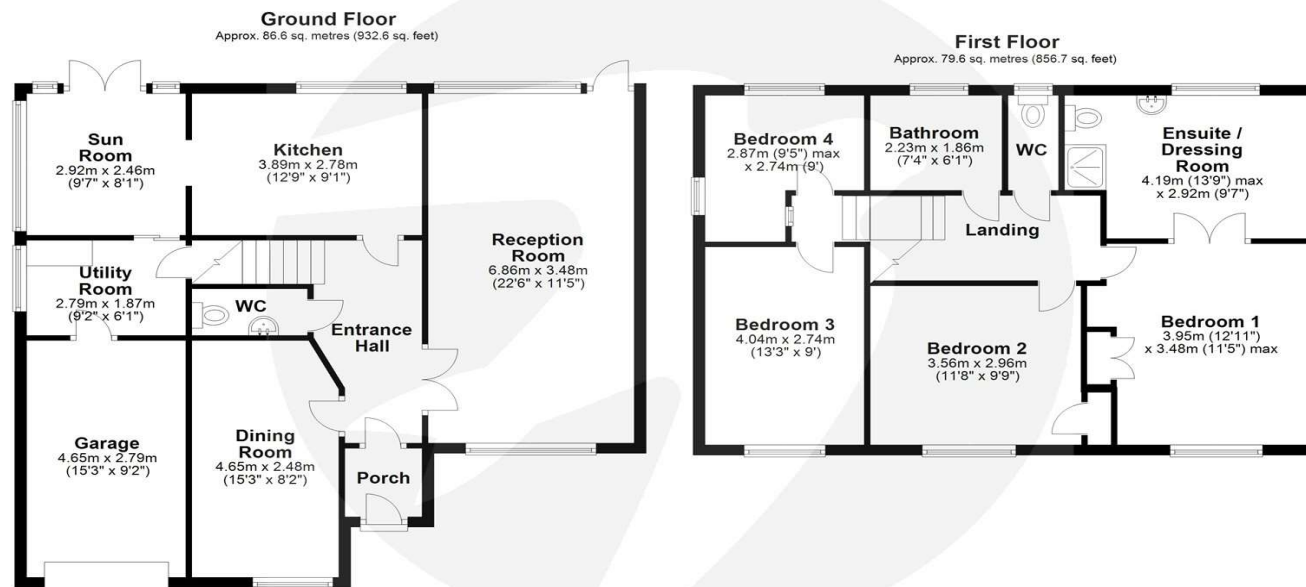 Ground Floor
Approx. 86.6 sq. metres (932.6 sq. feet)
Sun
Room
2.92m x 2.46m
(9'7" x 8'1")
Kitchen
3.89m x 2.78m
(12'9" x 9'1")
Reception
Room
6.86m x 3.48m
(22'6" x 11'5")
Utility
Room
2.79m x 1.87m
(9'2" x 6'1")
WC
Entrance
Hall
Garage
4.65m x 2.79m
(15'3" x 9'2")
Dining
Room
4.65m x 2.48m
(15'3" x 8'2")
Porch
First Floor
Approx. 79.6 sq. metres (856.7 sq. feet)
Bedroom 4
2.87m (9'5") max
x 2.74m (9')
Bathroom
2.23m x 1.86m
(7'4" x 6'1")
WC
Ensuite /
Dressing
Room
4.19m (13'9") max
x 2.92m (9'7")
Landing
Bedroom 3
4.04m x 2.74m
(13'3" x 9')
Bedroom 2
3.56m x 2.96m
(11'8" x 9'9")
Bedroom 1
3.95m (12'11")
x 3.48m (11'5") max